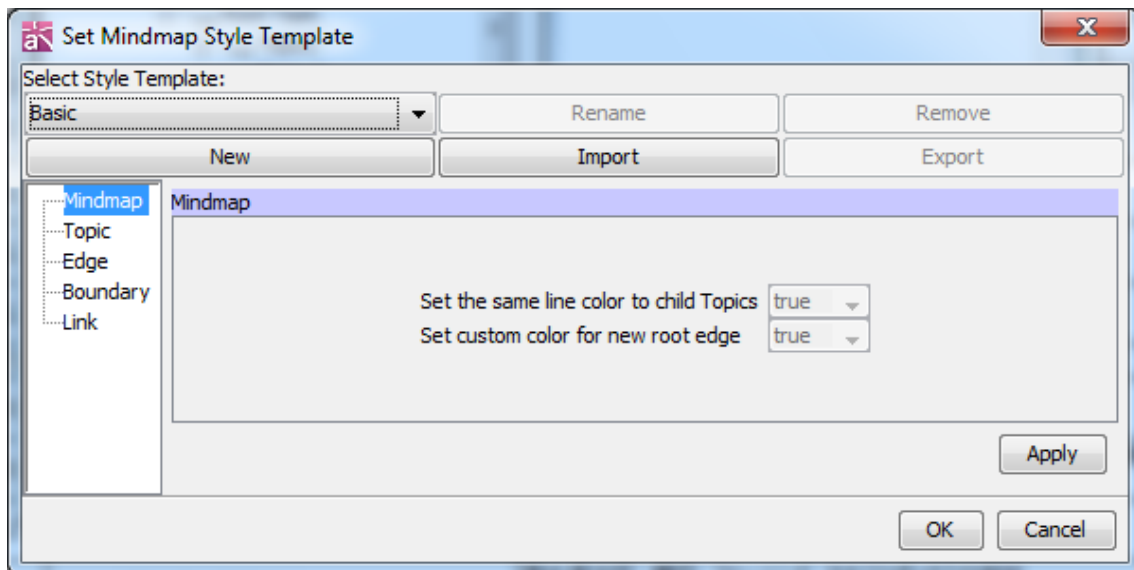 Set Mindmap Style Template
Select Style Template:
Basic Rename Remove
New Import Export
Mindmap Mindmap
Topic
Edge
Boundary
Link
Set the same line color to child Topics true
Set custom color for new root edge true
Apply
OK Cancel